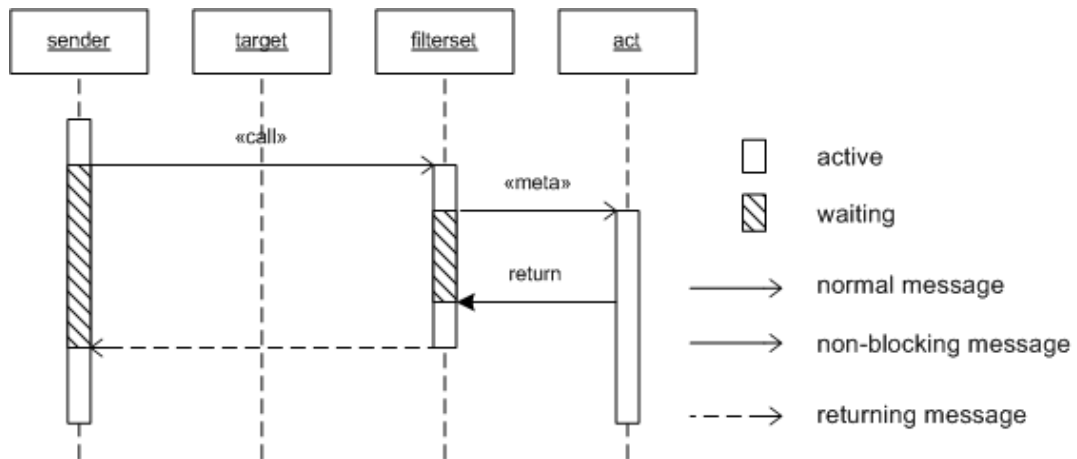 sender
target
filterset
act
«call»
«meta»
return
active
waiting
normal message
non-blocking message
returning message